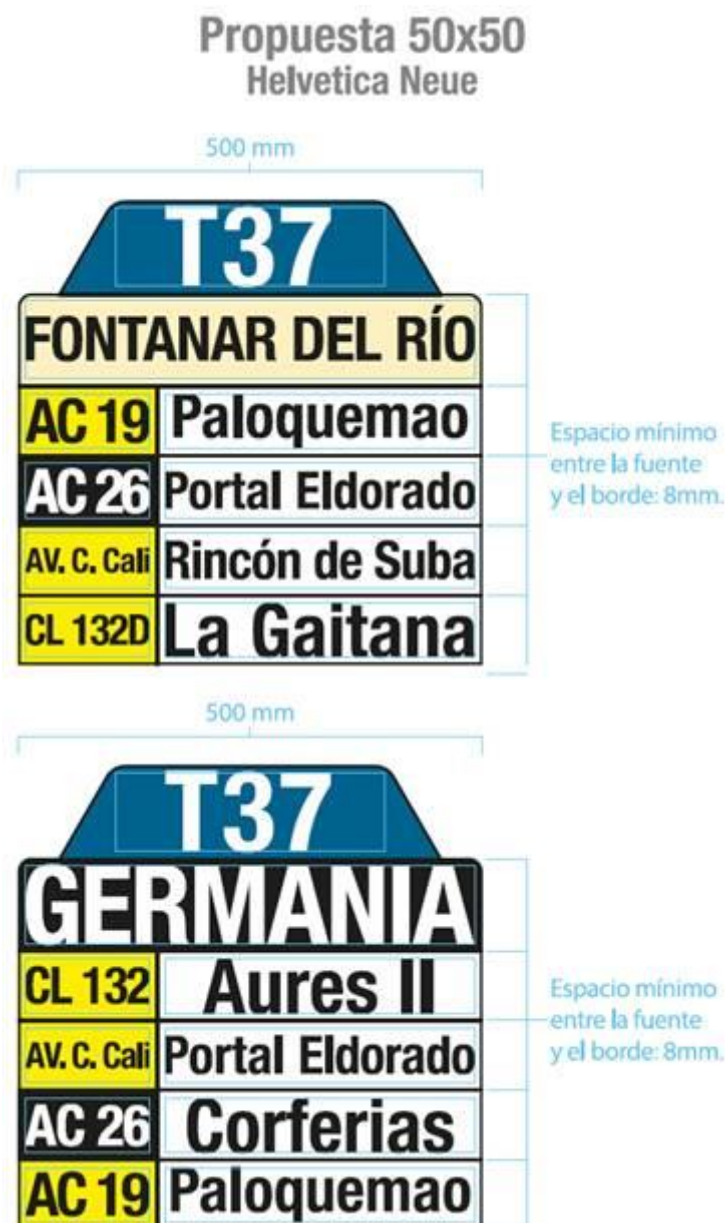 Propuesta 50x50
Helvetica Neue
500 mm
T37
FONTANAR DEL RÍO
AC 19 Paloquemao
AC 26 Portal Eldorado
AV. C. Cali Rincón de Suba
CL 132D La Gaitana
Espacio mínimo
entre la fuente
y el borde: 8mm.
500 mm
T37
GERMANIA
CL 132 Aures II
AV. C. Cali Portal Eldorado
AC 26 Corferias
AC 19 Paloquemao
Espacio mínimo
entre la fuente
y el borde: 8mm.